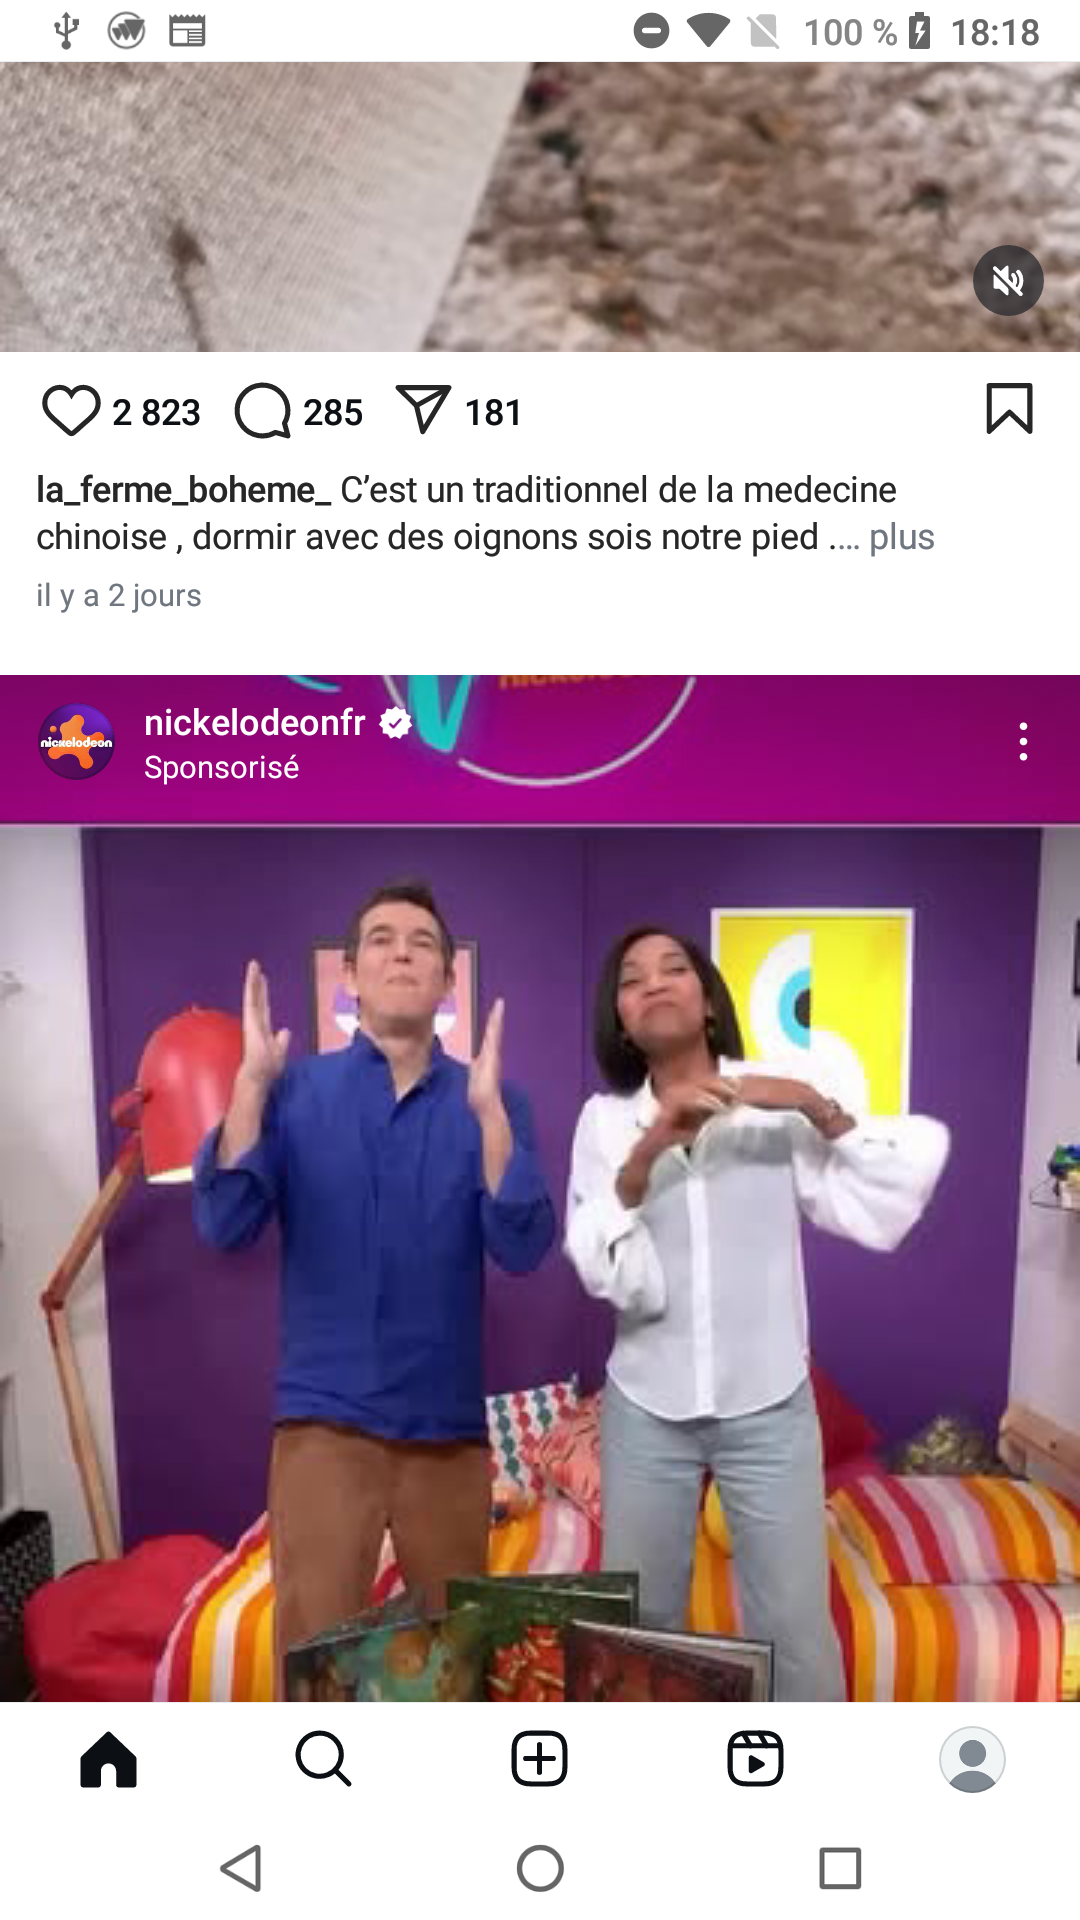 100 % 18:18
2 823 285 181
la_ferme_boheme_ C’est un traditionnel de la medecine
chinoise , dormir avec des oignons sois notre pied .… plus
il y a 2 jours
nickelodeonfr
nickelodeon
Sponsorisé